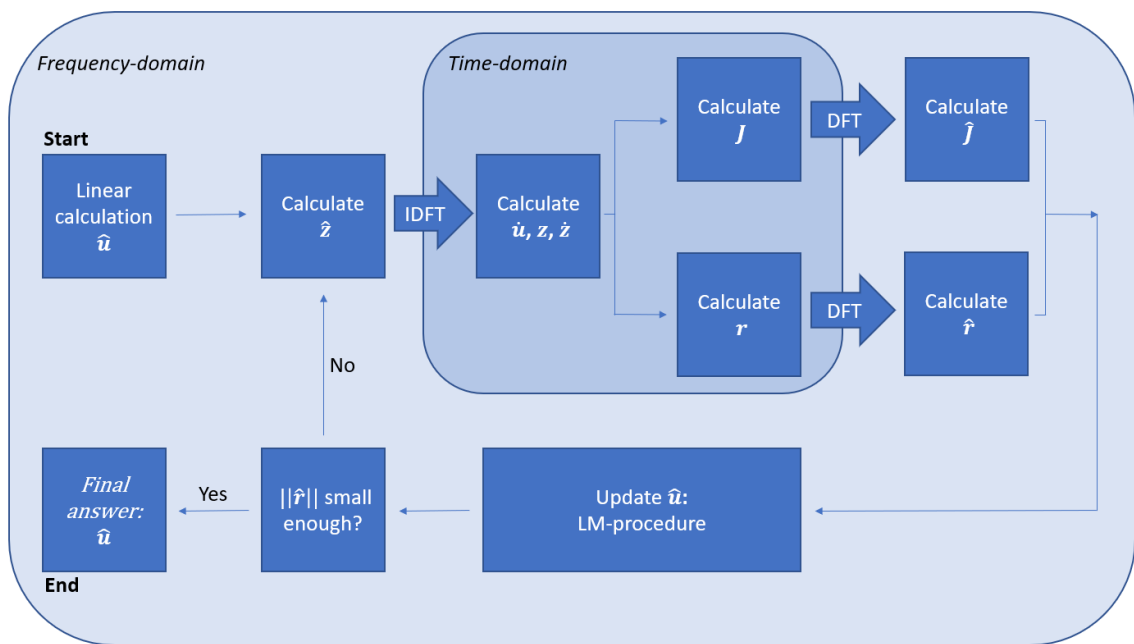 Frequency-domain
Time-domain
Start
Linear
calculation
û
Calculate
ẑ
IDFT
Calculate
u̇, z, ż
Calculate
J
DFT
Calculate
Ĵ
Calculate
r
DFT
Calculate
r̂
No
Final
answer:
û
Yes
||r̂|| small
enough?
Update û:
LM-procedure
End